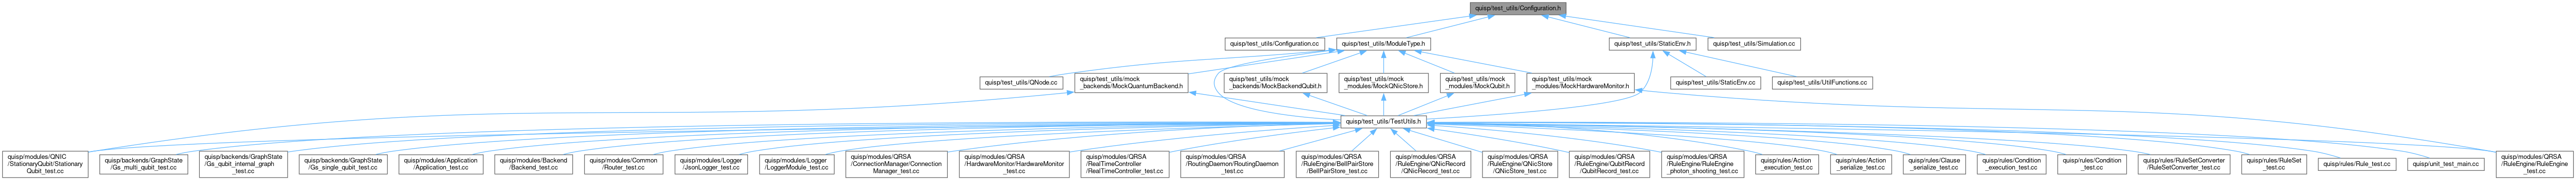 quisp/test_utils/Configuration.h
quisp/test_utils/Configuration.cc
quisp/test_utils/ModuleType.h
quisp/test_utils/StaticEnv.h
quisp/test_utils/Simulation.cc
quisp/test_utils/QNode.cc
quisp/test_utils/mock
_backends/MockQuantumBackend.h
quisp/test_utils/mock
_backends/MockBackendQubit.h
quisp/test_utils/mock
_modules/MockQNicStore.h
quisp/test_utils/mock
_modules/MockQubit.h
quisp/test_utils/mock
_modules/MockHardwareMonitor.h
quisp/test_utils/StaticEnv.cc
quisp/test_utils/UtilFunctions.cc
quisp/test_utils/TestUtils.h
quisp/modules/QNIC
/StationaryQubit/Stationary
Qubit_test.cc
quisp/backends/GraphState
/Gs_multi_qubit_test.cc
quisp/backends/GraphState
/Gs_qubit_internal_graph
_test.cc
quisp/backends/GraphState
/Gs_single_qubit_test.cc
quisp/modules/Application
/Application_test.cc
quisp/modules/Backend
/Backend_test.cc
quisp/modules/Common
/Router_test.cc
quisp/modules/Logger
/JsonLogger_test.cc
quisp/modules/Logger
/LoggerModule_test.cc
quisp/modules/QRSA
/ConnectionManager/Connection
Manager_test.cc
quisp/modules/QRSA
/HardwareMonitor/HardwareMonitor
_test.cc
quisp/modules/QRSA
/RealTimeController
/RealTimeController_test.cc
quisp/modules/QRSA
/RoutingDaemon/RoutingDaemon
_test.cc
quisp/modules/QRSA
/RuleEngine/BellPairStore
/BellPairStore_test.cc
quisp/modules/QRSA
/RuleEngine/QNicRecord
/QNicRecord_test.cc
quisp/modules/QRSA
/RuleEngine/QNicStore
/QNicStore_test.cc
quisp/modules/QRSA
/RuleEngine/QubitRecord
/QubitRecord_test.cc
quisp/modules/QRSA
/RuleEngine/RuleEngine
_photon_shooting_test.cc
quisp/rules/Action
_execution_test.cc
quisp/rules/Action
_serialize_test.cc
quisp/rules/Clause
_serialize_test.cc
quisp/rules/Condition
_execution_test.cc
quisp/rules/Condition
_test.cc
quisp/rules/RuleSetConverter
/RuleSetConverter_test.cc
quisp/rules/RuleSet
_test.cc
quisp/rules/Rule_test.cc
quisp/unit_test_main.cc
quisp/modules/QRSA
/RuleEngine/RuleEngine
_test.cc